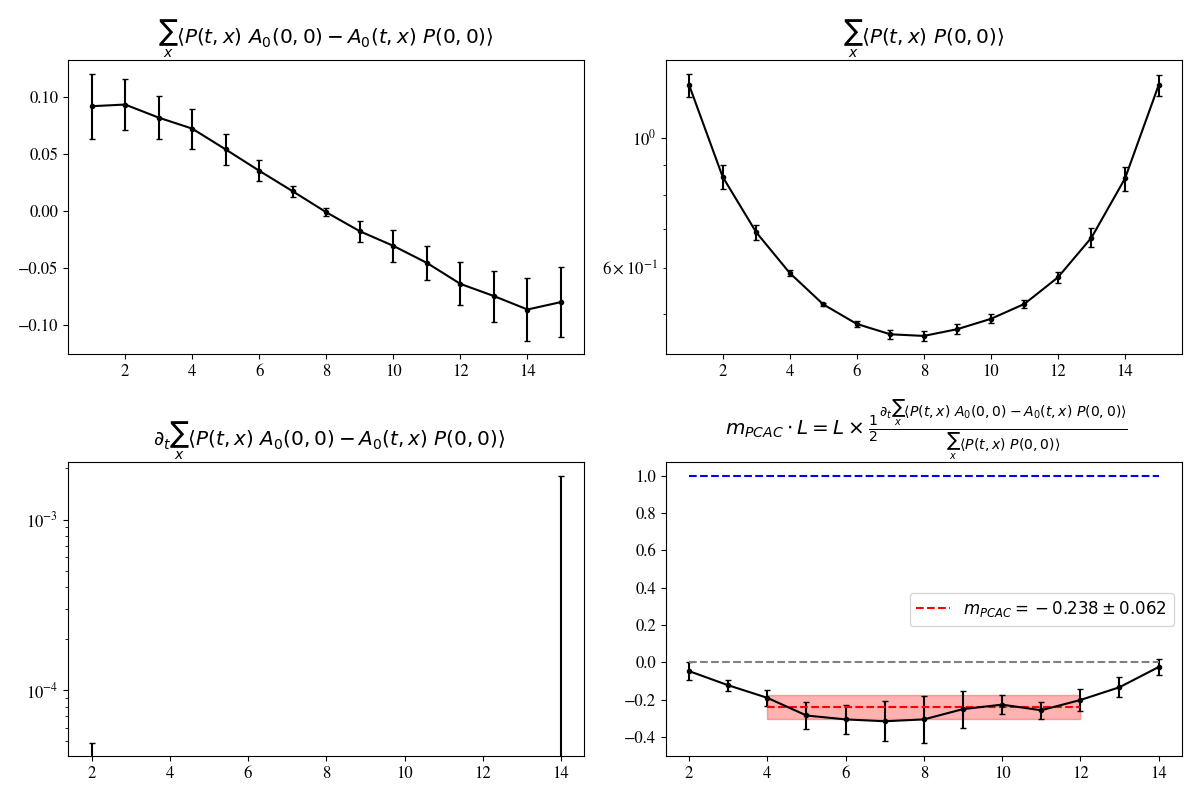 ∑ₓ⟨P(t, x) A₀(0, 0) − A₀(t, x) P(0, 0)⟩
0.10
0.05
0.00
−0.05
−0.10
2 4 6 8 10 12 14
∑ₓ⟨P(t, x) P(0, 0)⟩
10⁰
6 × 10⁻¹
2 4 6 8 10 12 14
∂ₜ∑ₓ⟨P(t, x) A₀(0, 0) − A₀(t, x) P(0, 0)⟩
10⁻³
10⁻⁴
2 4 6 8 10 12 14
m_PCAC · L = L × 1/2 ∂ₜ∑ₓ⟨P(t, x) A₀(0, 0) − A₀(t, x) P(0, 0)⟩ / ∑ₓ⟨P(t, x) P(0, 0)⟩
1.0
0.8
0.6
0.4
0.2
0.0
−0.2
−0.4
m_PCAC = −0.238 ± 0.062
2 4 6 8 10 12 14